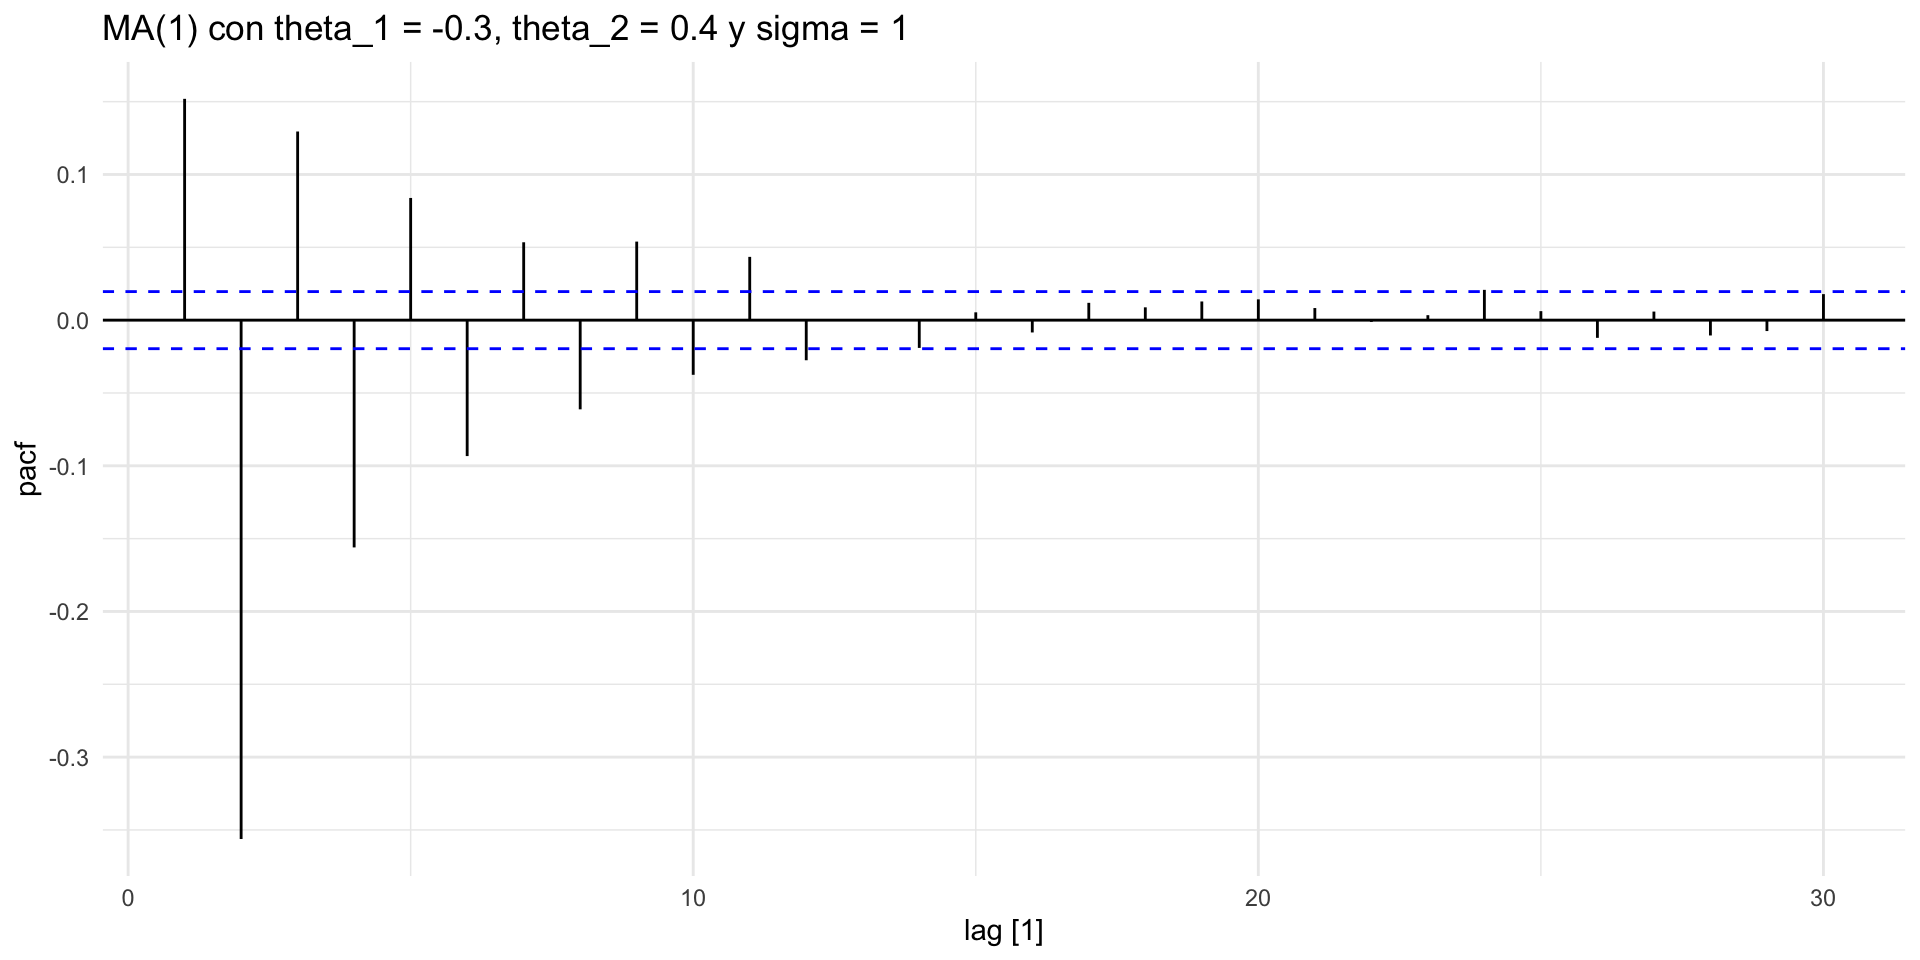 MA(1) con theta_1 = -0.3, theta_2 = 0.4 y sigma = 1
0.1
0.0
-0.1
-0.2
-0.3
pacf
0 10 20 30
lag [1]